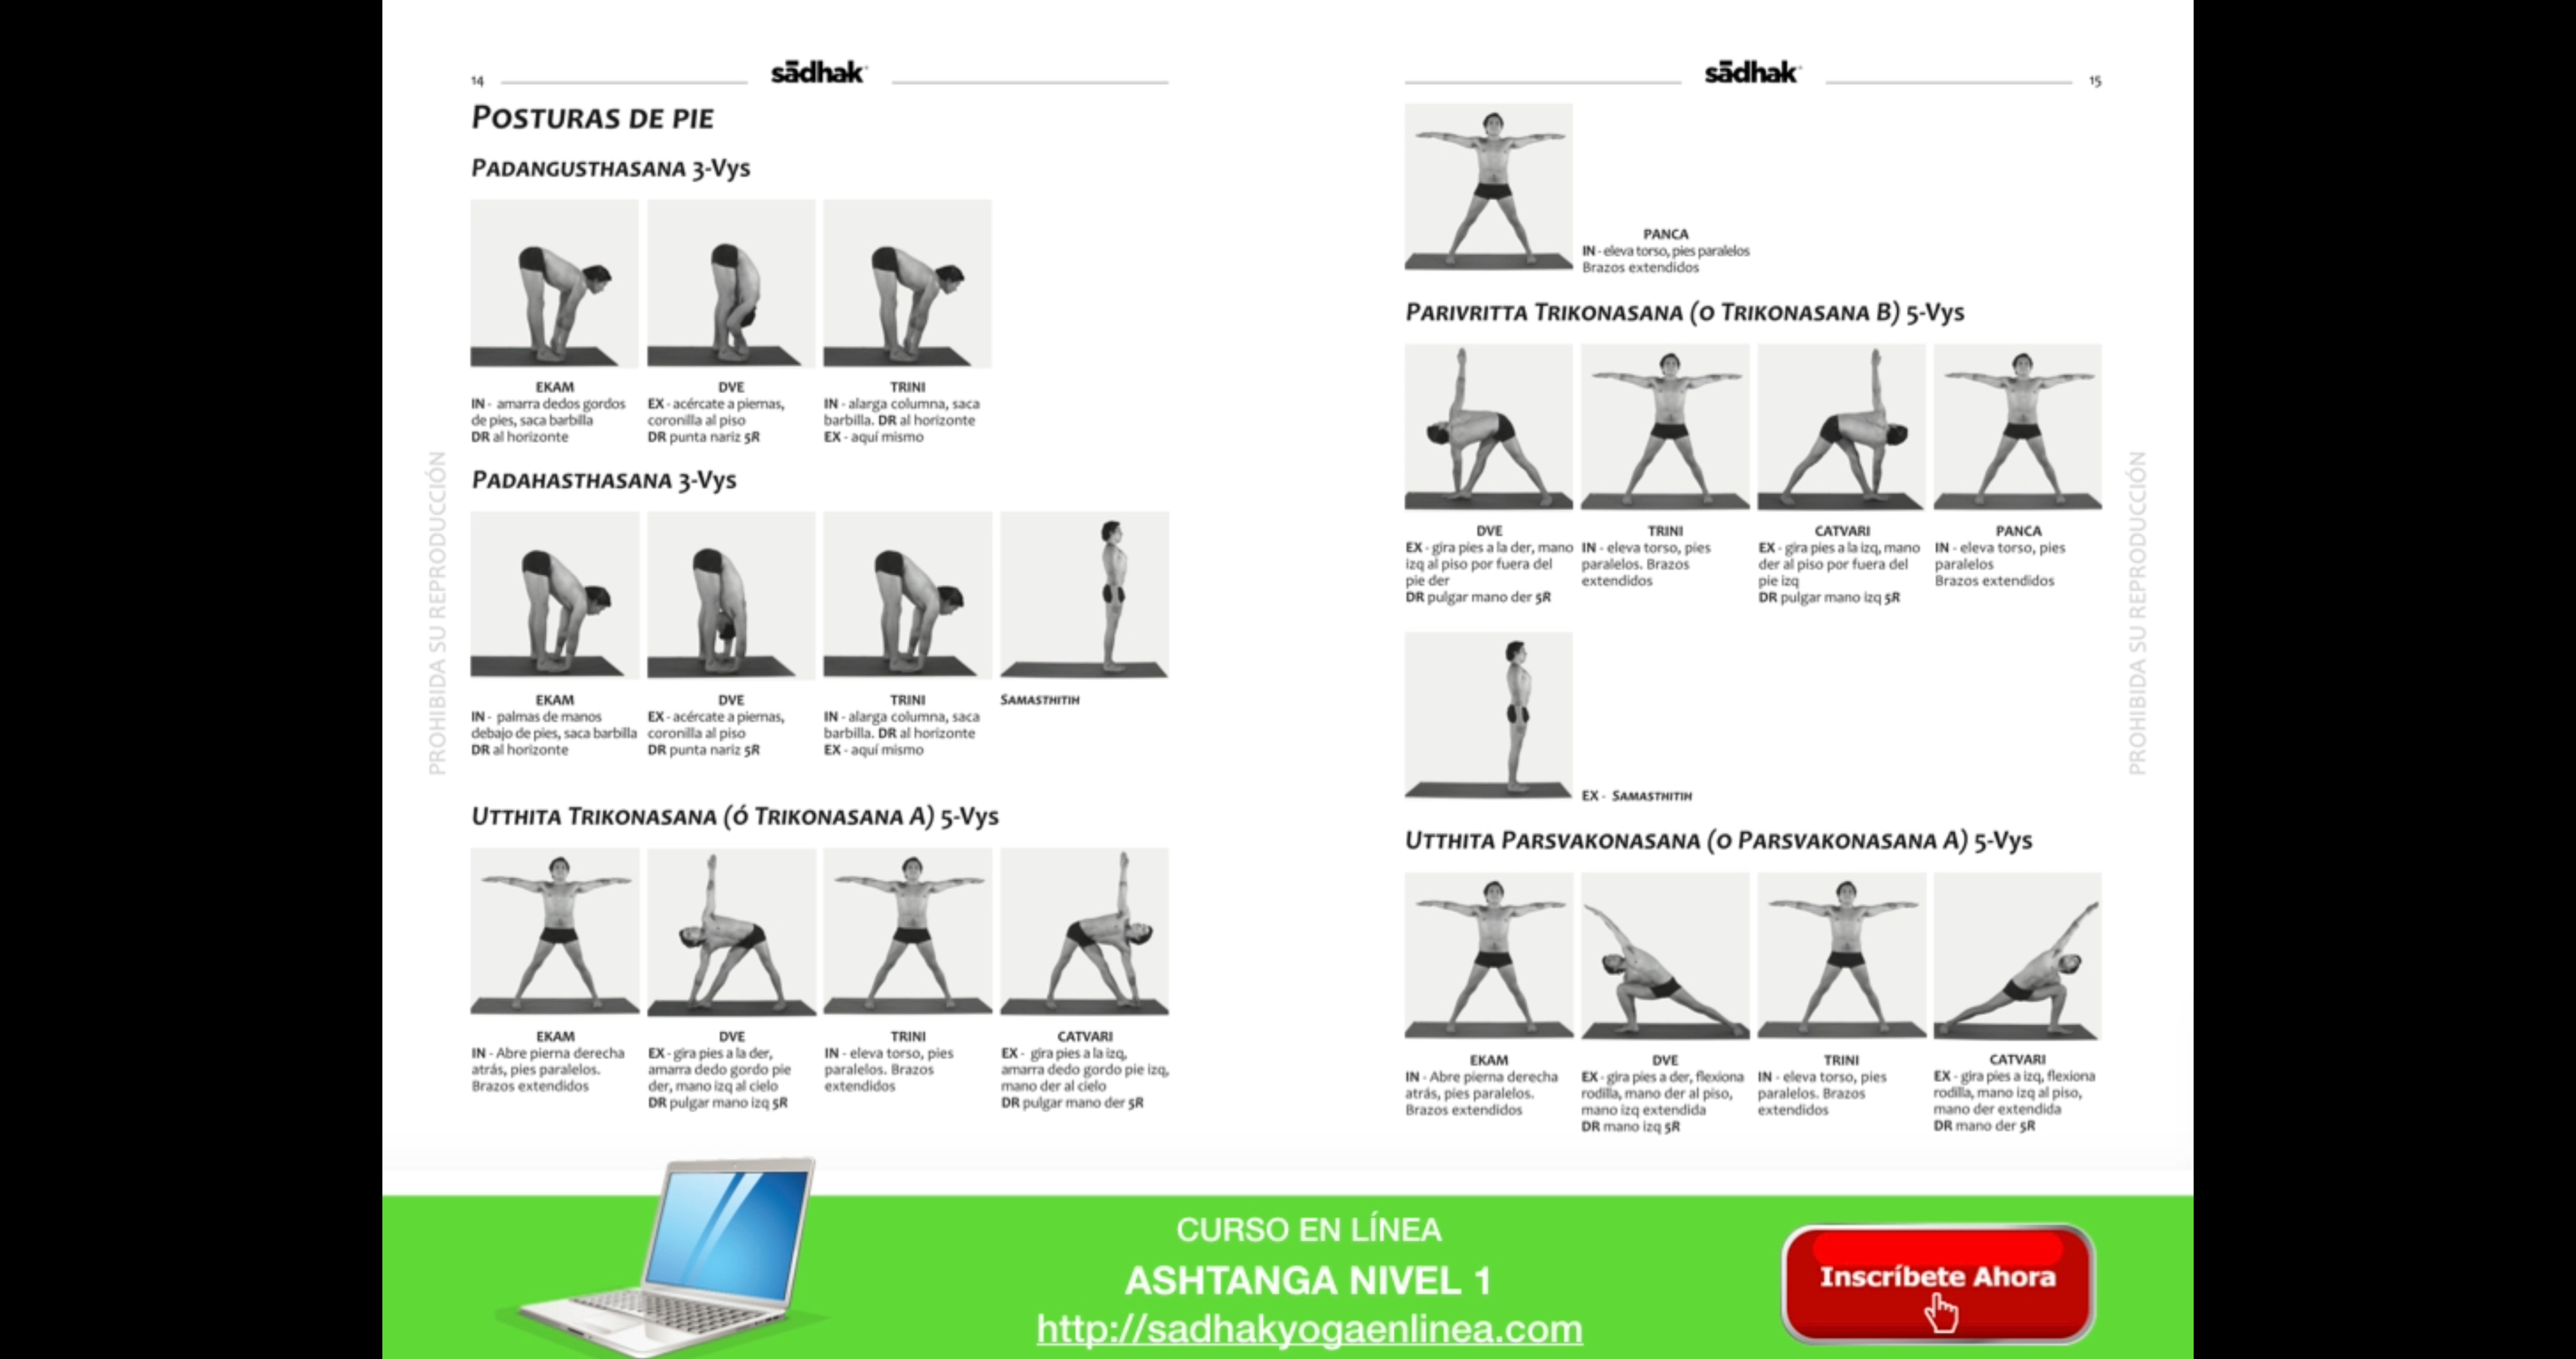 14
sādhak
POSTURAS DE PIE
PADANGUSTHASANA 3-Vys
EKAM
IN - amarra dedos gordos
de pies, saca barbilla
DR al horizonte
DVE
EX - acércate a piernas,
coronilla al piso
DR punta nariz 5R
TRINI
IN - alarga columna, saca
barbilla. DR al horizonte
EX - aquí mismo
PADAHASTHASANA 3-Vys
EKAM
IN - palmas de manos
debajo de pies, saca barbilla
DR al horizonte
DVE
EX - acércate a piernas,
coronilla al piso
DR punta nariz 5R
TRINI
IN - alarga columna, saca
barbilla. DR al horizonte
EX - aquí mismo
SAMASTHITIH
UTTHITA TRIKONASANA (Ó TRIKONASANA A) 5-Vys
EKAM
IN - Abre pierna derecha
atrás, pies paralelos.
Brazos extendidos
DVE
EX - gira pies a la der,
amarra dedo gordo pie
der, mano izq al cielo
DR pulgar mano izq 5R
TRINI
IN - eleva torso, pies
paralelos. Brazos
extendidos
CATVARI
EX - gira pies a la izq,
amarra dedo gordo pie izq,
mano der al cielo
DR pulgar mano der 5R
PROHIBIDA SU REPRODUCCIÓN
sādhak
15
PANCA
IN - eleva torso, pies paralelos
Brazos extendidos
PARIVRITTA TRIKONASANA (O TRIKONASANA B) 5-Vys
DVE
EX - gira pies a la der, mano
izq al piso por fuera del
pie der
DR pulgar mano der 5R
TRINI
IN - eleva torso, pies
paralelos. Brazos
extendidos
CATVARI
EX - gira pies a la izq, mano
der al piso por fuera del
pie izq
DR pulgar mano izq 5R
PANCA
IN - eleva torso, pies
paralelos
Brazos extendidos
EX - SAMASTHITIH
UTTHITA PARSVAKONASANA (O PARSVAKONASANA A) 5-Vys
EKAM
IN - Abre pierna derecha
atrás, pies paralelos.
Brazos extendidos
DVE
EX - gira pies a der, flexiona
rodilla, mano der al piso,
mano izq extendida
DR mano izq 5R
TRINI
IN - eleva torso, pies
paralelos. Brazos
extendidos
CATVARI
EX - gira pies a izq, flexiona
rodilla, mano izq al piso,
mano der extendida
DR mano der 5R
PROHIBIDA SU REPRODUCCIÓN
CURSO EN LÍNEA
ASHTANGA NIVEL 1
http://sadhakyogaenlinea.com
Inscríbete Ahora